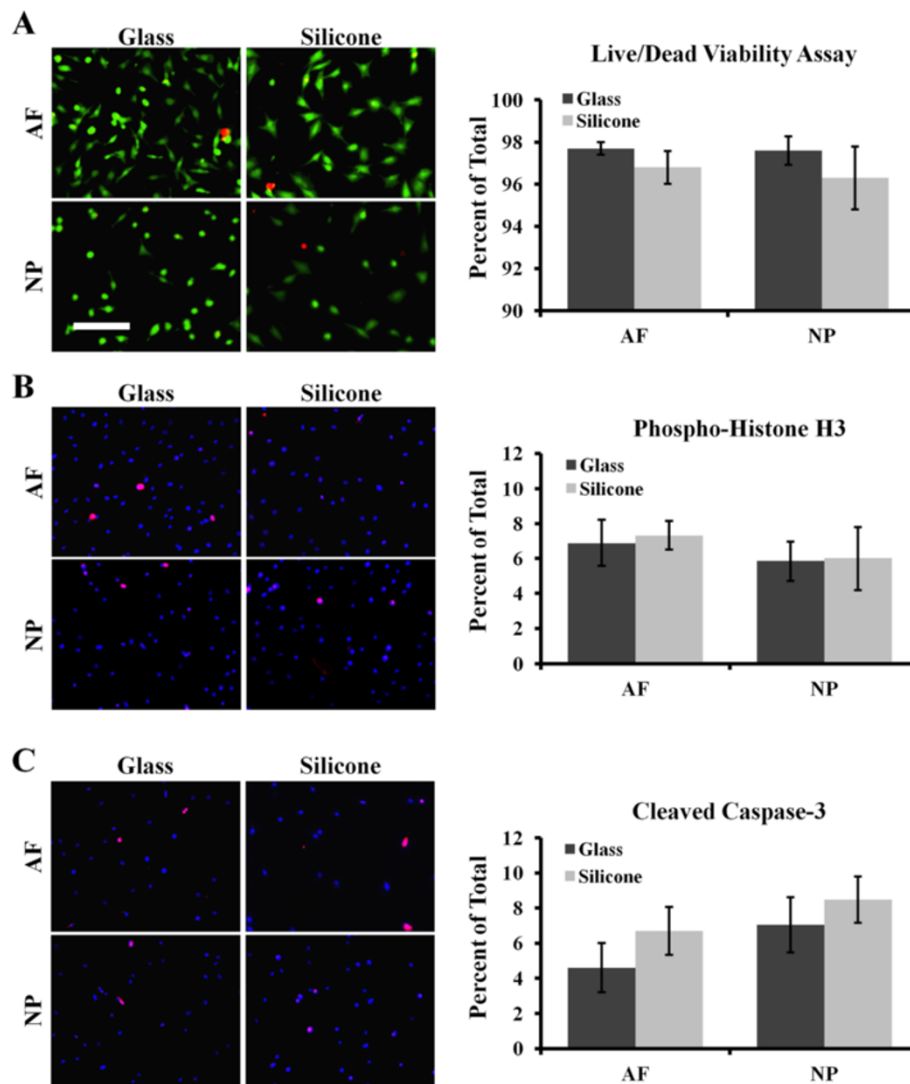 A
Glass
Silicone
AF
NP
Live/Dead Viability Assay
Percent of Total
100
98
96
94
92
90
Glass
Silicone
AF
NP
B
Glass
Silicone
AF
NP
Phospho-Histone H3
Percent of Total
12
10
8
6
4
2
0
Glass
Silicone
AF
NP
C
Glass
Silicone
AF
NP
Cleaved Caspase-3
Percent of Total
12
10
8
6
4
2
0
Glass
Silicone
AF
NP